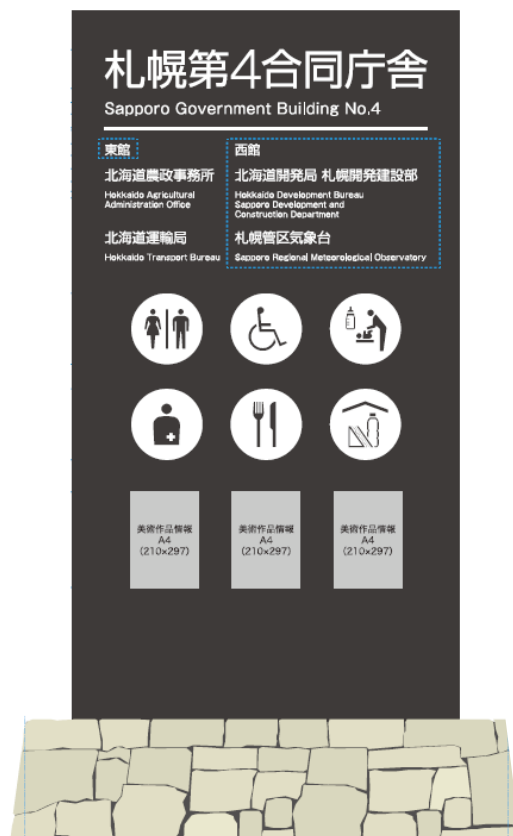 札幌第4合同庁舎
Sapporo Government Building No.4
東館
北海道農政事務所
Hokkaido Agricultural
Administration Office
北海道運輸局
Hokkaido Transport Bureau
西館
北海道開発局 札幌開発建設部
Hokkaido Development Bureau
Sapporo Development and
Construction Department
札幌管区気象台
Sapporo Regional Meteorological Observatory
美術作品情報
A4
(210×297)
美術作品情報
A4
(210×297)
美術作品情報
A4
(210×297)